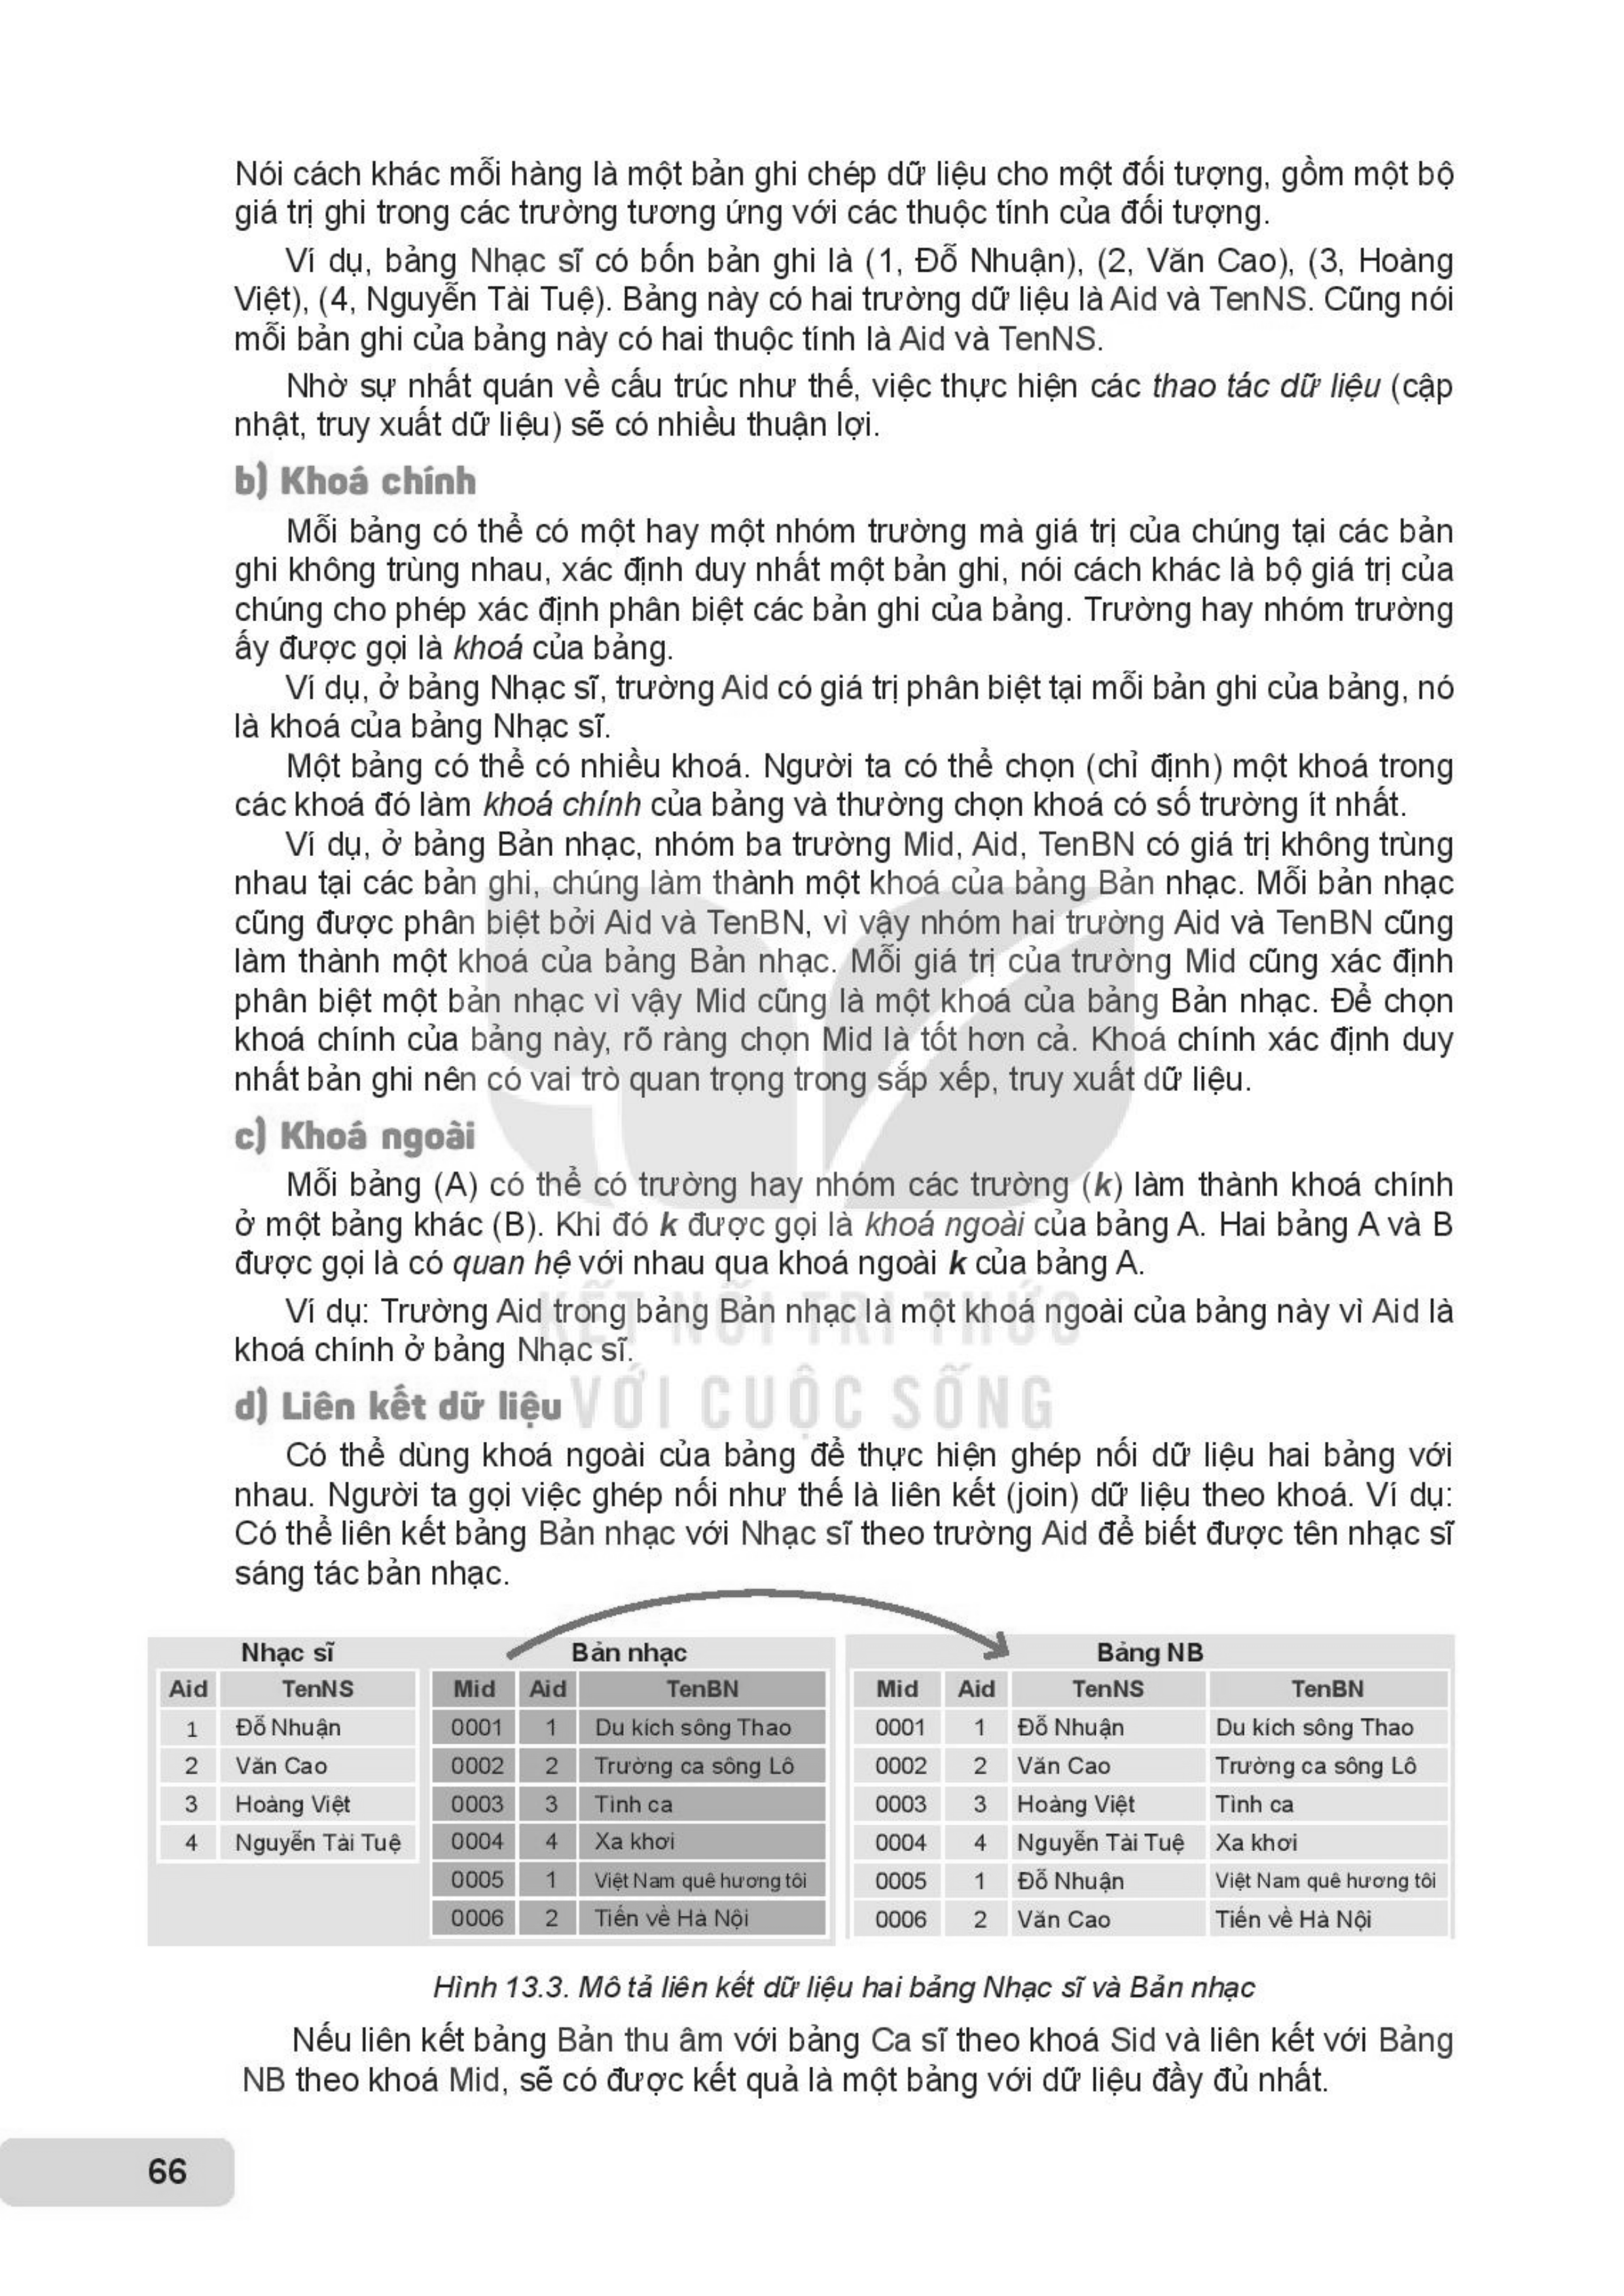 Nói cách khác mỗi hàng là một bản ghi chép dữ liệu cho một đối tượng, gồm một bộ
giá trị ghi trong các trường tương ứng với các thuộc tính của đối tượng.
Ví dụ, bảng Nhạc sĩ có bốn bản ghi là (1, Đỗ Nhuận), (2, Văn Cao), (3, Hoàng
Việt), (4, Nguyễn Tài Tuệ). Bảng này có hai trường dữ liệu là Aid và TenNS. Cũng nói
mỗi bản ghi của bảng này có hai thuộc tính là Aid và TenNS.
Nhờ sự nhất quán về cấu trúc như thế, việc thực hiện các thao tác dữ liệu (cập
nhật, truy xuất dữ liệu) sẽ có nhiều thuận lợi.
b) Khoá chính
Mỗi bảng có thể có một hay một nhóm trường mà giá trị của chúng tại các bản
ghi không trùng nhau, xác định duy nhất một bản ghi, nói cách khác là bộ giá trị của
chúng cho phép xác định phân biệt các bản ghi của bảng. Trường hay nhóm trường
ấy được gọi là khoá của bảng.
Ví dụ, ở bảng Nhạc sĩ, trường Aid có giá trị phân biệt tại mỗi bản ghi của bảng, nó
là khoá của bảng Nhạc sĩ.
Một bảng có thể có nhiều khoá. Người ta có thể chọn (chỉ định) một khoá trong
các khoá đó làm khoá chính của bảng và thường chọn khoá có số trường ít nhất.
Ví dụ, ở bảng Bản nhạc, nhóm ba trường Mid, Aid, TenBN có giá trị không trùng
nhau tại các bản ghi, chúng làm thành một khoá của bảng Bản nhạc. Mỗi bản nhạc
cũng được phân biệt bởi Aid và TenBN, vì vậy nhóm hai trường Aid và TenBN cũng
làm thành một khoá của bảng Bản nhạc. Mỗi giá trị của trường Mid cũng xác định
phân biệt một bản nhạc vì vậy Mid cũng là một khoá của bảng Bản nhạc. Để chọn
khoá chính của bảng này, rõ ràng chọn Mid là tốt hơn cả. Khoá chính xác định duy
nhất bản ghi nên có vai trò quan trọng trong sắp xếp, truy xuất dữ liệu.
c) Khoá ngoài
Mỗi bảng (A) có thể có trường hay nhóm các trường (k) làm thành khoá chính
ở một bảng khác (B). Khi đó k được gọi là khoá ngoài của bảng A. Hai bảng A và B
được gọi là có quan hệ với nhau qua khoá ngoài k của bảng A.
Ví dụ: Trường Aid trong bảng Bản nhạc là một khoá ngoài của bảng này vì Aid là
khoá chính ở bảng Nhạc sĩ.
KẾT NỐI TRI THỨC
VỚI CUỘC SỐNG
d) Liên kết dữ liệu
Có thể dùng khoá ngoài của bảng để thực hiện ghép nối dữ liệu hai bảng với
nhau. Người ta gọi việc ghép nối như thế là liên kết (join) dữ liệu theo khoá. Ví dụ:
Có thể liên kết bảng Bản nhạc với Nhạc sĩ theo trường Aid để biết được tên nhạc sĩ
sáng tác bản nhạc.
Nhạc sĩ Bản nhạc Bảng NB
Aid TenNS Mid Aid TenBN Mid Aid TenNS TenBN
1 Đỗ Nhuận 0001 1 Du kích sông Thao 0001 1 Đỗ Nhuận Du kích sông Thao
2 Văn Cao 0002 2 Trường ca sông Lô 0002 2 Văn Cao Trường ca sông Lô
3 Hoàng Việt 0003 3 Tình ca 0003 3 Hoàng Việt Tình ca
4 Nguyễn Tài Tuệ 0004 4 Xa khơi 0004 4 Nguyễn Tài Tuệ Xa khơi
0005 1 Việt Nam quê hương tôi 0005 1 Đỗ Nhuận Việt Nam quê hương tôi
0006 2 Tiến về Hà Nội 0006 2 Văn Cao Tiến về Hà Nội
Hình 13.3. Mô tả liên kết dữ liệu hai bảng Nhạc sĩ và Bản nhạc
Nếu liên kết bảng Bản thu âm với bảng Ca sĩ theo khoá Sid và liên kết với Bảng
NB theo khoá Mid, sẽ có được kết quả là một bảng với dữ liệu đầy đủ nhất.
66